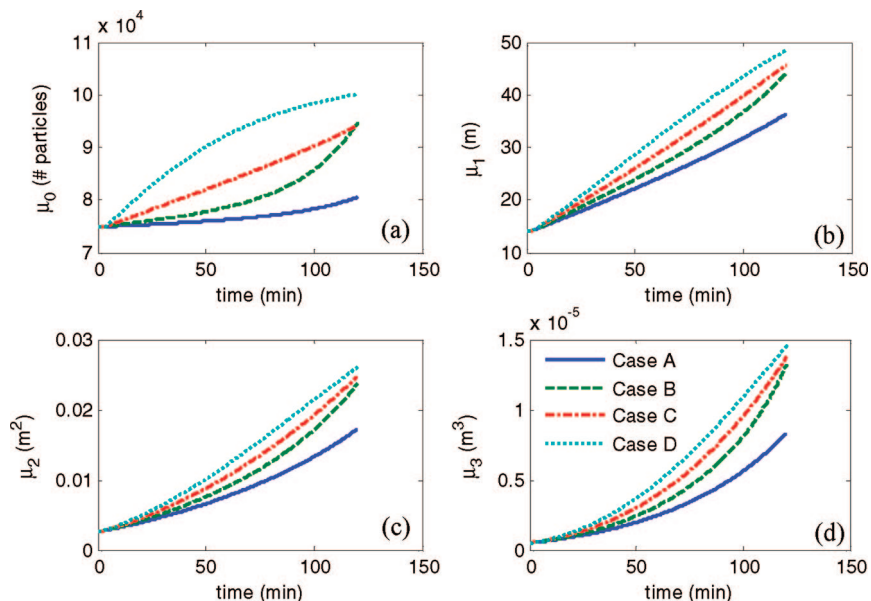 x 10⁴
11
10
9
8
7
0 50 100 150
μ₀ (# particles)
time (min)
(a)
50
40
30
20
10
0 50 100 150
μ₁ (m)
time (min)
(b)
0.03
0.02
0.01
0
0 50 100 150
μ₂ (m²)
time (min)
(c)
x 10⁻⁵
1.5
1
0.5
0
0 50 100 150
μ₃ (m³)
time (min)
Case A
Case B
Case C
Case D
(d)